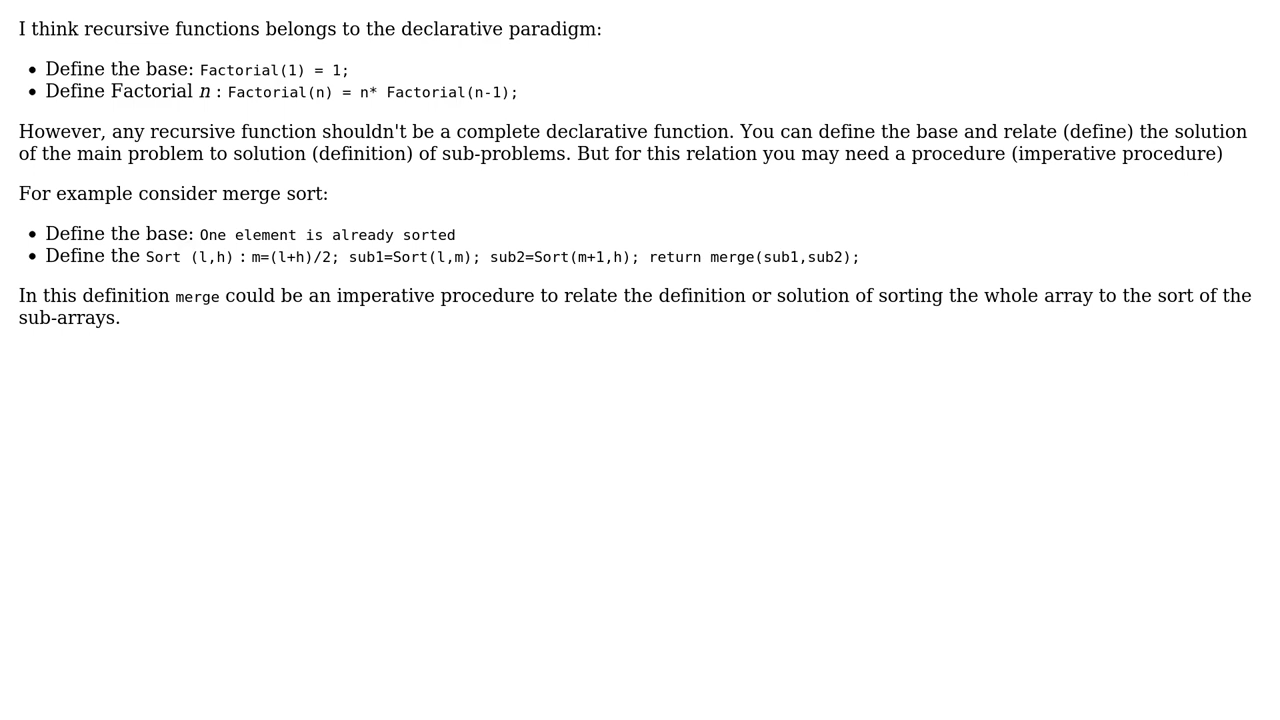 I think recursive functions belongs to the declarative paradigm:
• Define the base: Factorial(1) = 1;
• Define Factorial n : Factorial(n) = n* Factorial(n-1);
However, any recursive function shouldn't be a complete declarative function. You can define the base and relate (define) the solution
of the main problem to solution (definition) of sub-problems. But for this relation you may need a procedure (imperative procedure)
For example consider merge sort:
• Define the base: One element is already sorted
• Define the Sort (l,h) : m=(l+h)/2; sub1=Sort(l,m); sub2=Sort(m+1,h); return merge(sub1,sub2);
In this definition merge could be an imperative procedure to relate the definition or solution of sorting the whole array to the sort of the
sub-arrays.